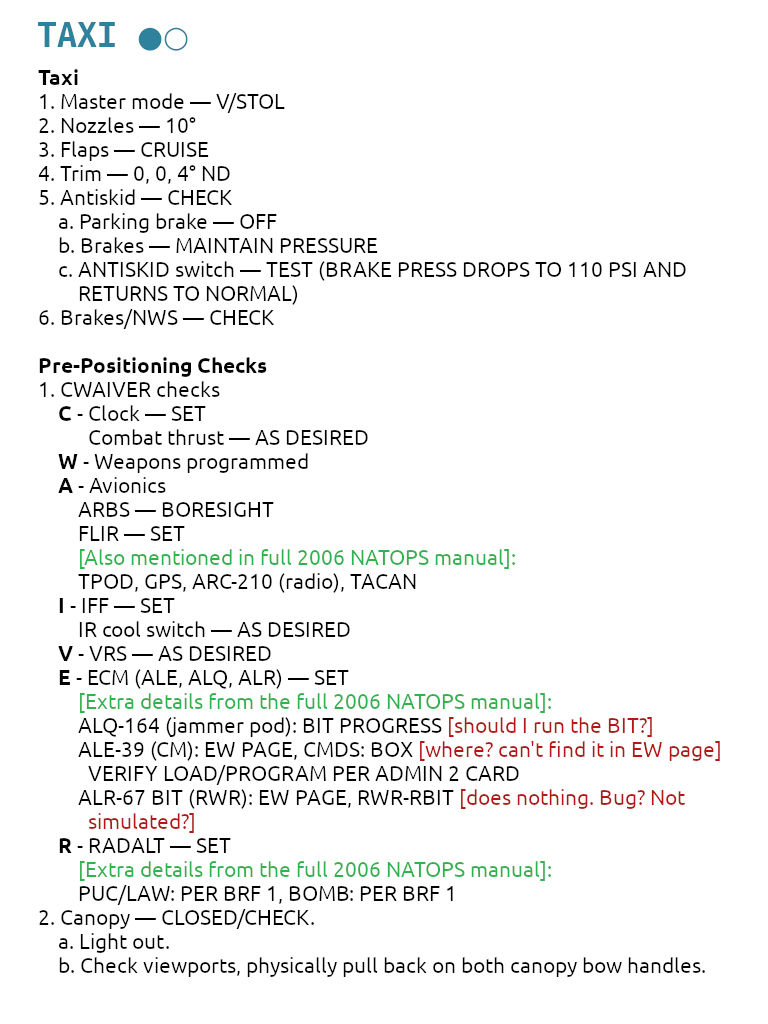 TAXI ●○
Taxi
1. Master mode — V/STOL
2. Nozzles — 10°
3. Flaps — CRUISE
4. Trim — 0, 0, 4° ND
5. Antiskid — CHECK
a. Parking brake — OFF
b. Brakes — MAINTAIN PRESSURE
c. ANTISKID switch — TEST (BRAKE PRESS DROPS TO 110 PSI AND
RETURNS TO NORMAL)
6. Brakes/NWS — CHECK
Pre-Positioning Checks
1. CWAIVER checks
C - Clock — SET
Combat thrust — AS DESIRED
W - Weapons programmed
A - Avionics
ARBS — BORESIGHT
FLIR — SET
[Also mentioned in full 2006 NATOPS manual]:
TPOD, GPS, ARC-210 (radio), TACAN
I - IFF — SET
IR cool switch — AS DESIRED
V - VRS — AS DESIRED
E - ECM (ALE, ALQ, ALR) — SET
[Extra details from the full 2006 NATOPS manual]:
ALQ-164 (jammer pod): BIT PROGRESS [should I run the BIT?]
ALE-39 (CM): EW PAGE, CMDS: BOX [where? can't find it in EW page]
VERIFY LOAD/PROGRAM PER ADMIN 2 CARD
ALR-67 BIT (RWR): EW PAGE, RWR-RBIT [does nothing. Bug? Not
simulated?]
R - RADALT — SET
[Extra details from the full 2006 NATOPS manual]:
PUC/LAW: PER BRF 1, BOMB: PER BRF 1
2. Canopy — CLOSED/CHECK.
a. Light out.
b. Check viewports, physically pull back on both canopy bow handles.